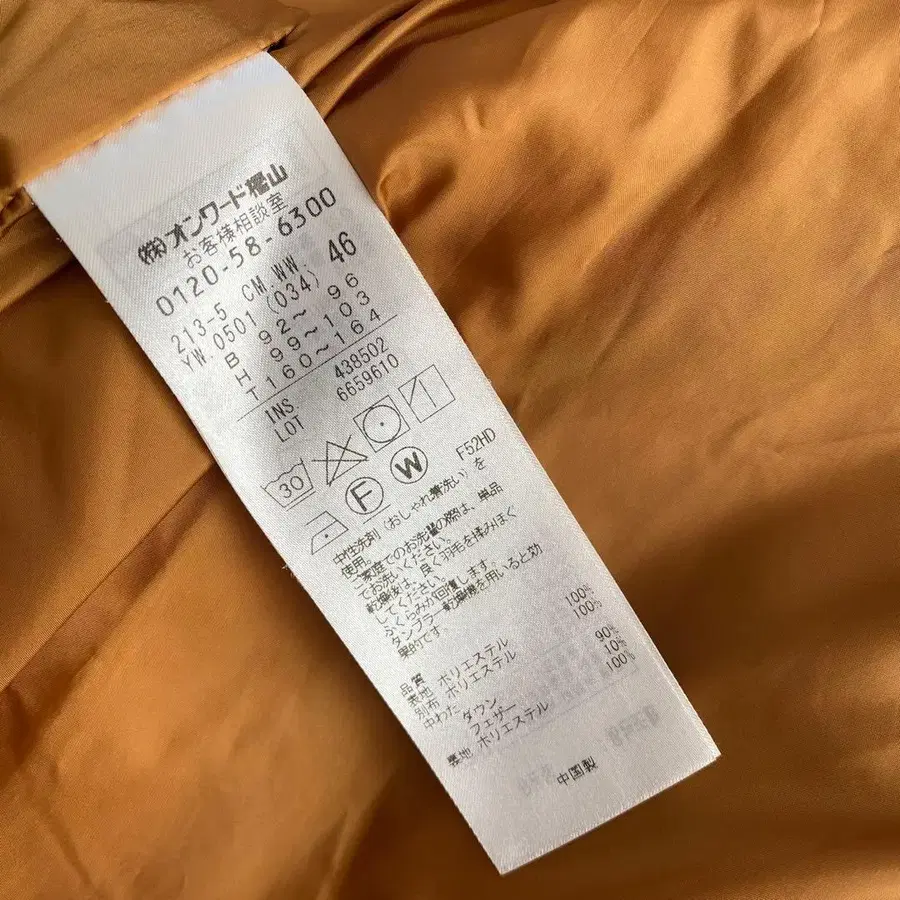 ㈱オンワード樫山
お客様相談室
0120-58-6300
213-5 CM.WW. 46
YW.0501 (034)
B 92～96
H 99～103
T160～164
INS 438502
LOT 6659610
30
F W F52HD
中性洗剤（おしゃれ着洗い）を
使用。
ご家庭でのお洗濯の際は、単品
でお洗いください。
乾燥後は、良く羽毛を揉みほぐ
してください。
ふくらみが回復します。
タンブラー乾燥機を用いると効
果的です。
品質
表地 ポリエステル 100%
別布 ポリエステル 100%
中わた
ダウン 90%
フェザー 10%
裏地 ポリエステル 100%
中国製